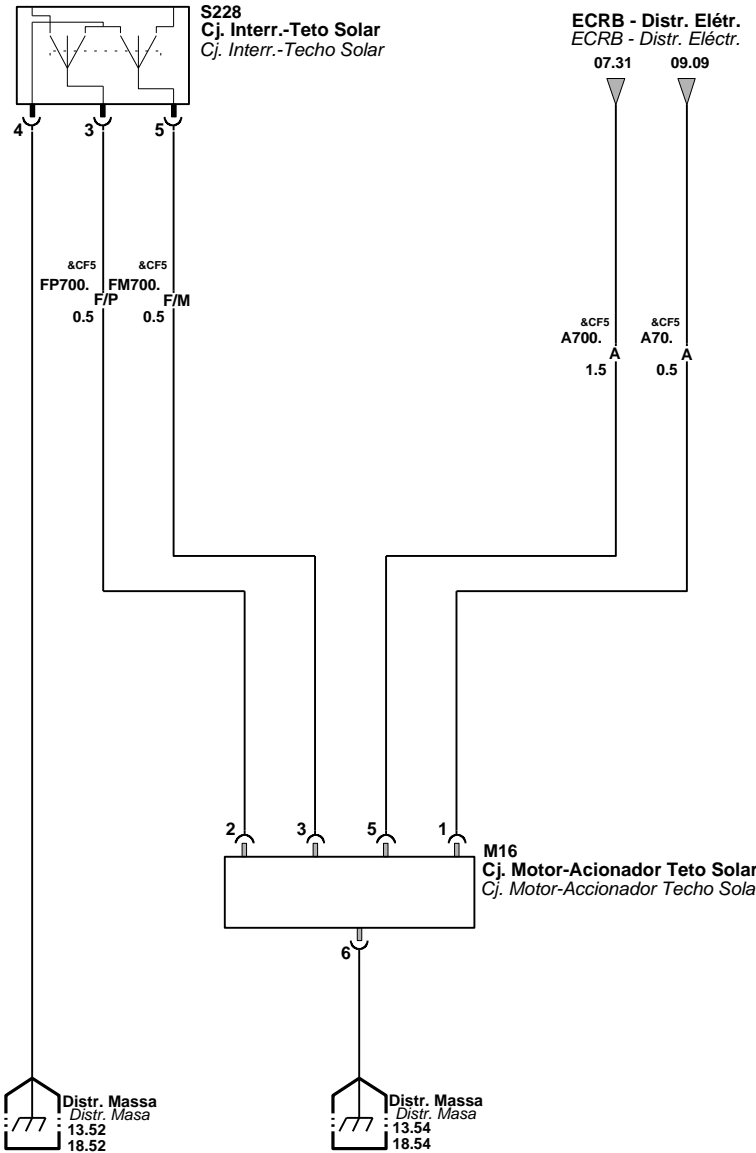 S228
Cj. Interr.-Teto Solar
Cj. Interr.-Techo Solar
ECRB - Distr. Elétr.
ECRB - Distr. Eléctr.
07.31 09.09
4 3 5
&CF5 &CF5
FP700. FM700.
F/P F/M
0.5 0.5
&CF5 &CF5
A700. A70.
A A
1.5 0.5
2 3 5 1
M16
Cj. Motor-Acionador Teto Solar
Cj. Motor-Accionador Techo Sola
6
Distr. Massa
Distr. Masa
13.52
18.52
Distr. Massa
Distr. Masa
13.54
18.54